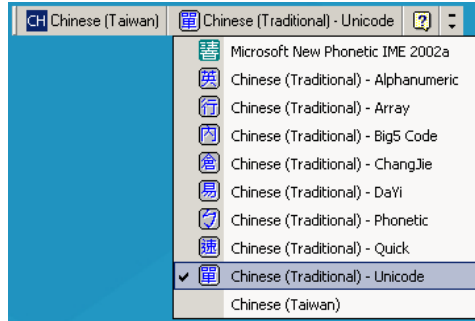 CH Chinese (Taiwan) 單 Chinese (Traditional) - Unicode ?
Microsoft New Phonetic IME 2002a
英 Chinese (Traditional) - Alphanumeric
行 Chinese (Traditional) - Array
內 Chinese (Traditional) - Big5 Code
倉 Chinese (Traditional) - ChangJie
易 Chinese (Traditional) - DaYi
ㄅ Chinese (Traditional) - Phonetic
速 Chinese (Traditional) - Quick
✓ 單 Chinese (Traditional) - Unicode
Chinese (Taiwan)